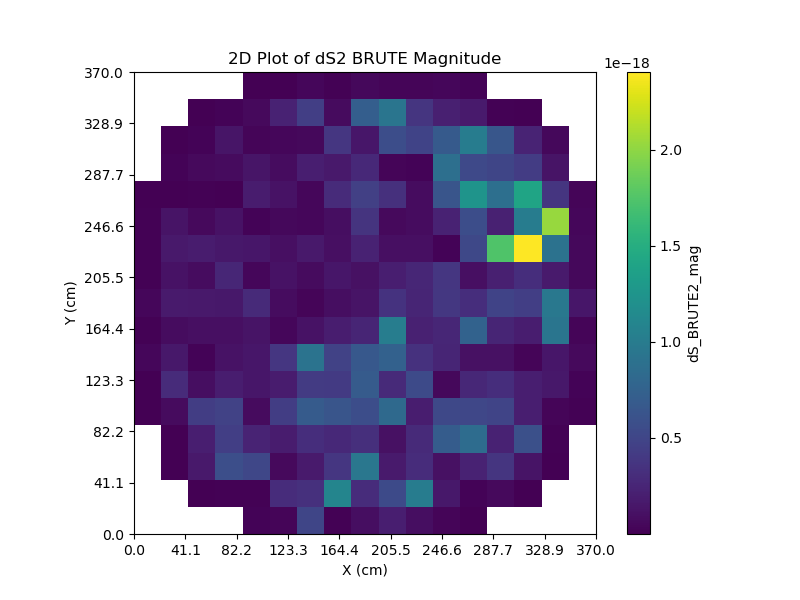 2D Plot of dS2 BRUTE Magnitude
1e−18
370.0
328.9
287.7
246.6
205.5
164.4
123.3
82.2
41.1
0.0
Y (cm)
0.0 41.1 82.2 123.3 164.4 205.5 246.6 287.7 328.9 370.0
X (cm)
2.0
1.5
1.0
0.5
dS_BRUTE2_mag